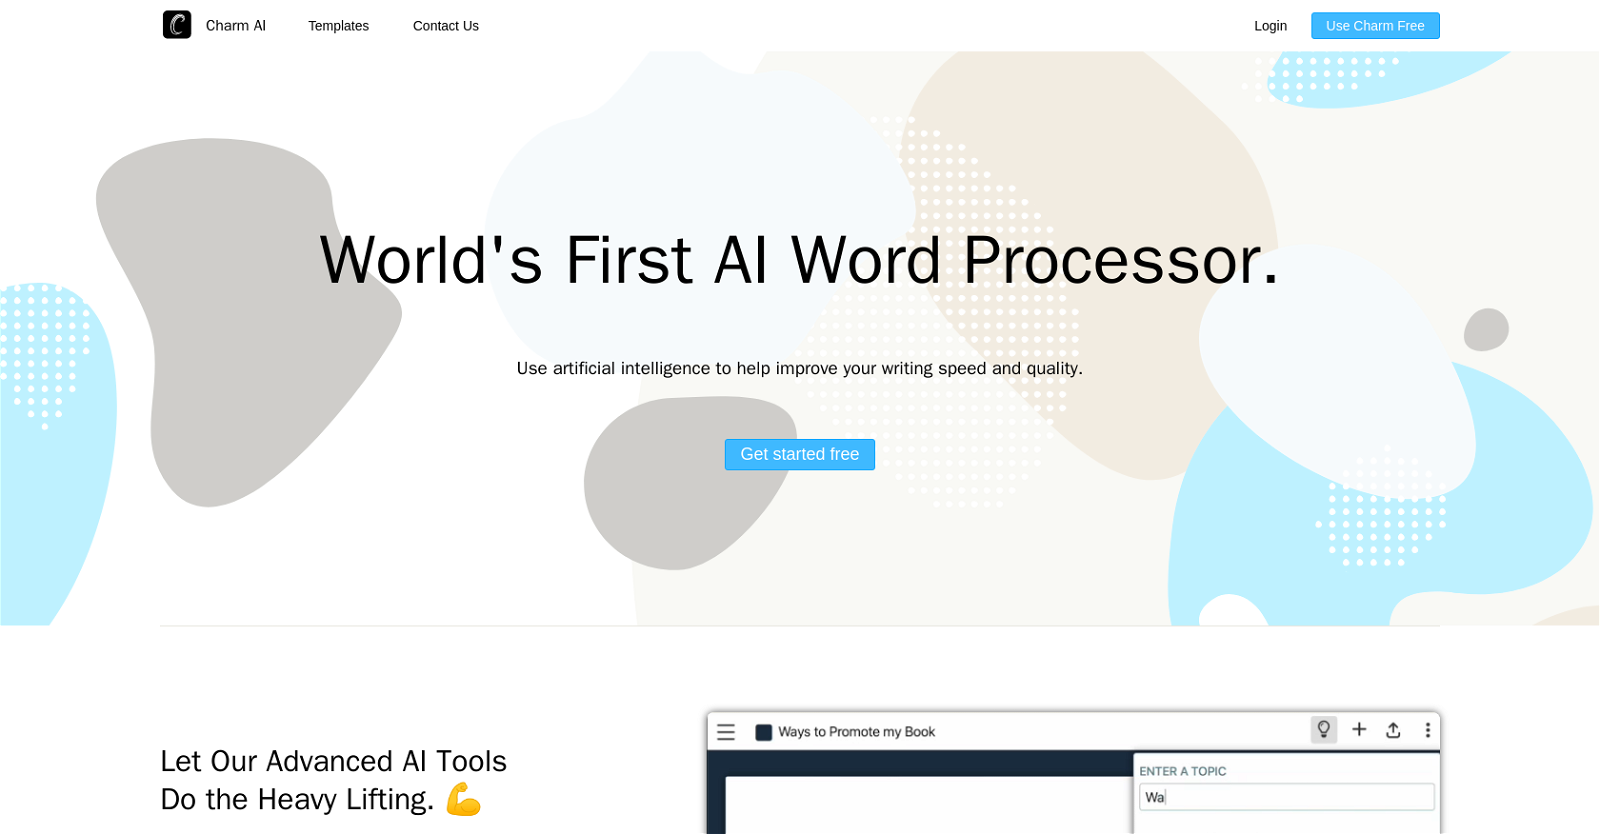 Charm AI
Templates
Contact Us
Login
Use Charm Free
World's First AI Word Processor.
Use artificial intelligence to help improve your writing speed and quality.
Get started free
Let Our Advanced AI Tools
Do the Heavy Lifting. 💪
Ways to Promote my Book
ENTER A TOPIC
Wa